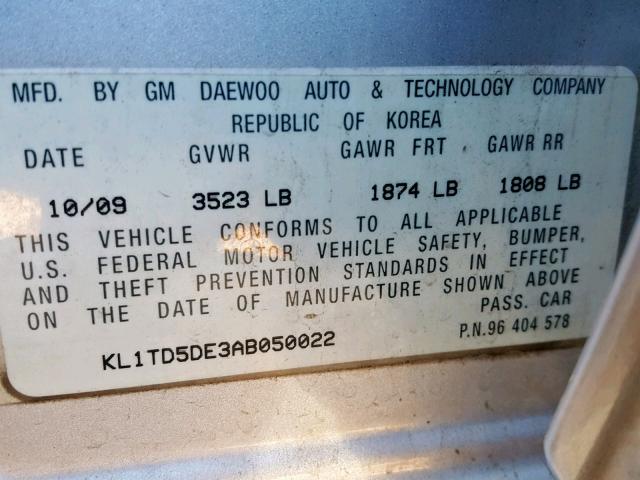 MFD. BY GM DAEWOO AUTO & TECHNOLOGY COMPANY
REPUBLIC OF KOREA
DATE GVWR GAWR FRT GAWR RR
10/09 3523 LB 1874 LB 1808 LB
THIS VEHICLE CONFORMS TO ALL APPLICABLE
U.S. FEDERAL MOTOR VEHICLE SAFETY, BUMPER,
AND THEFT PREVENTION STANDARDS IN EFFECT
ON THE DATE OF MANUFACTURE SHOWN ABOVE
PASS. CAR
KL1TD5DE3AB050022
P.N.96 404 578